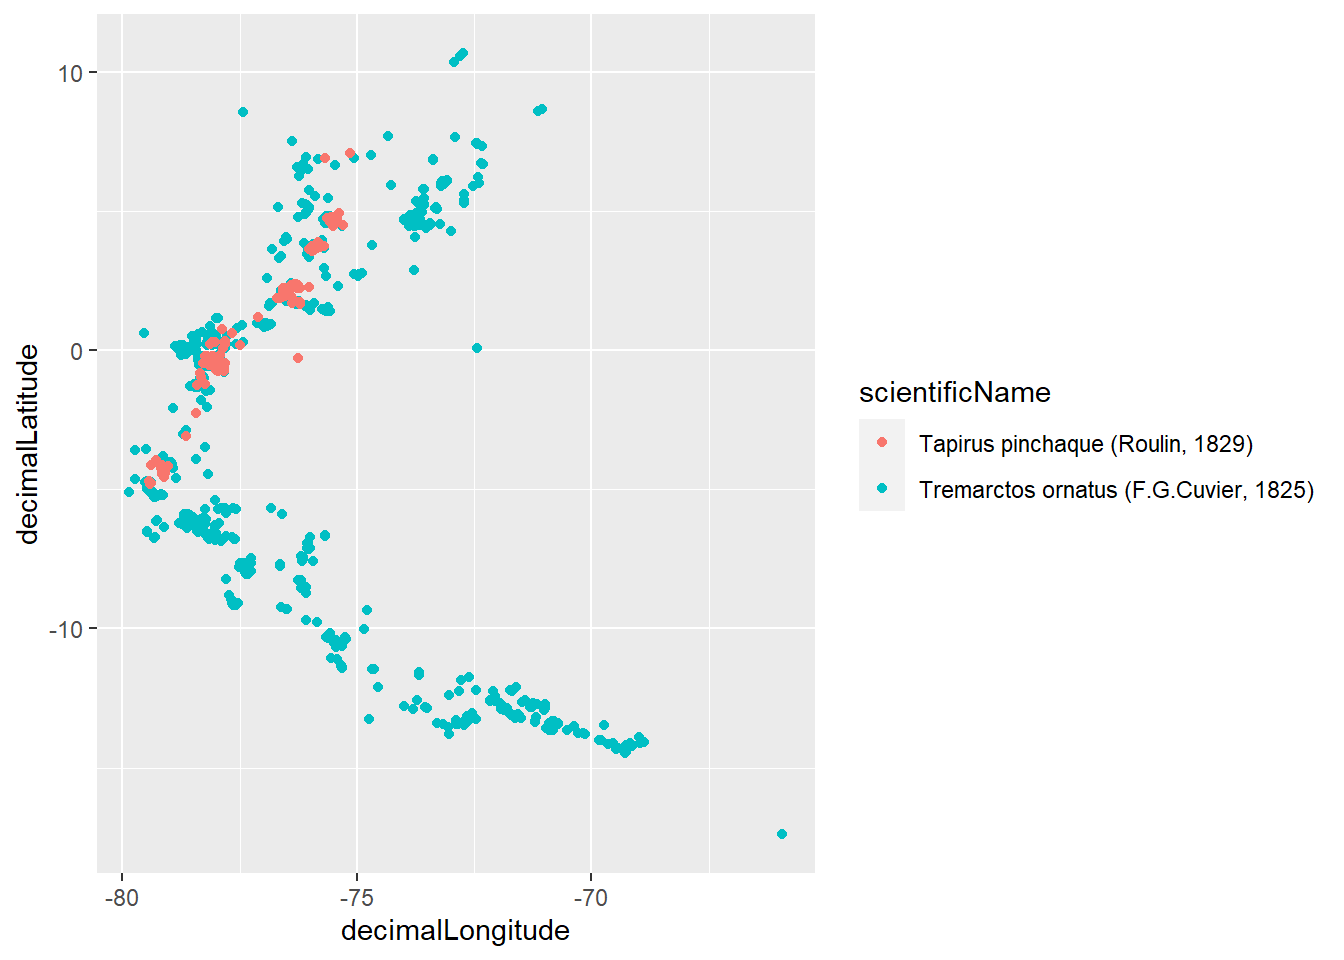 10
0
-10
decimalLatitude
-80
-75
-70
decimalLongitude
scientificName
Tapirus pinchaque (Roulin, 1829)
Tremarctos ornatus (F.G.Cuvier, 1825)